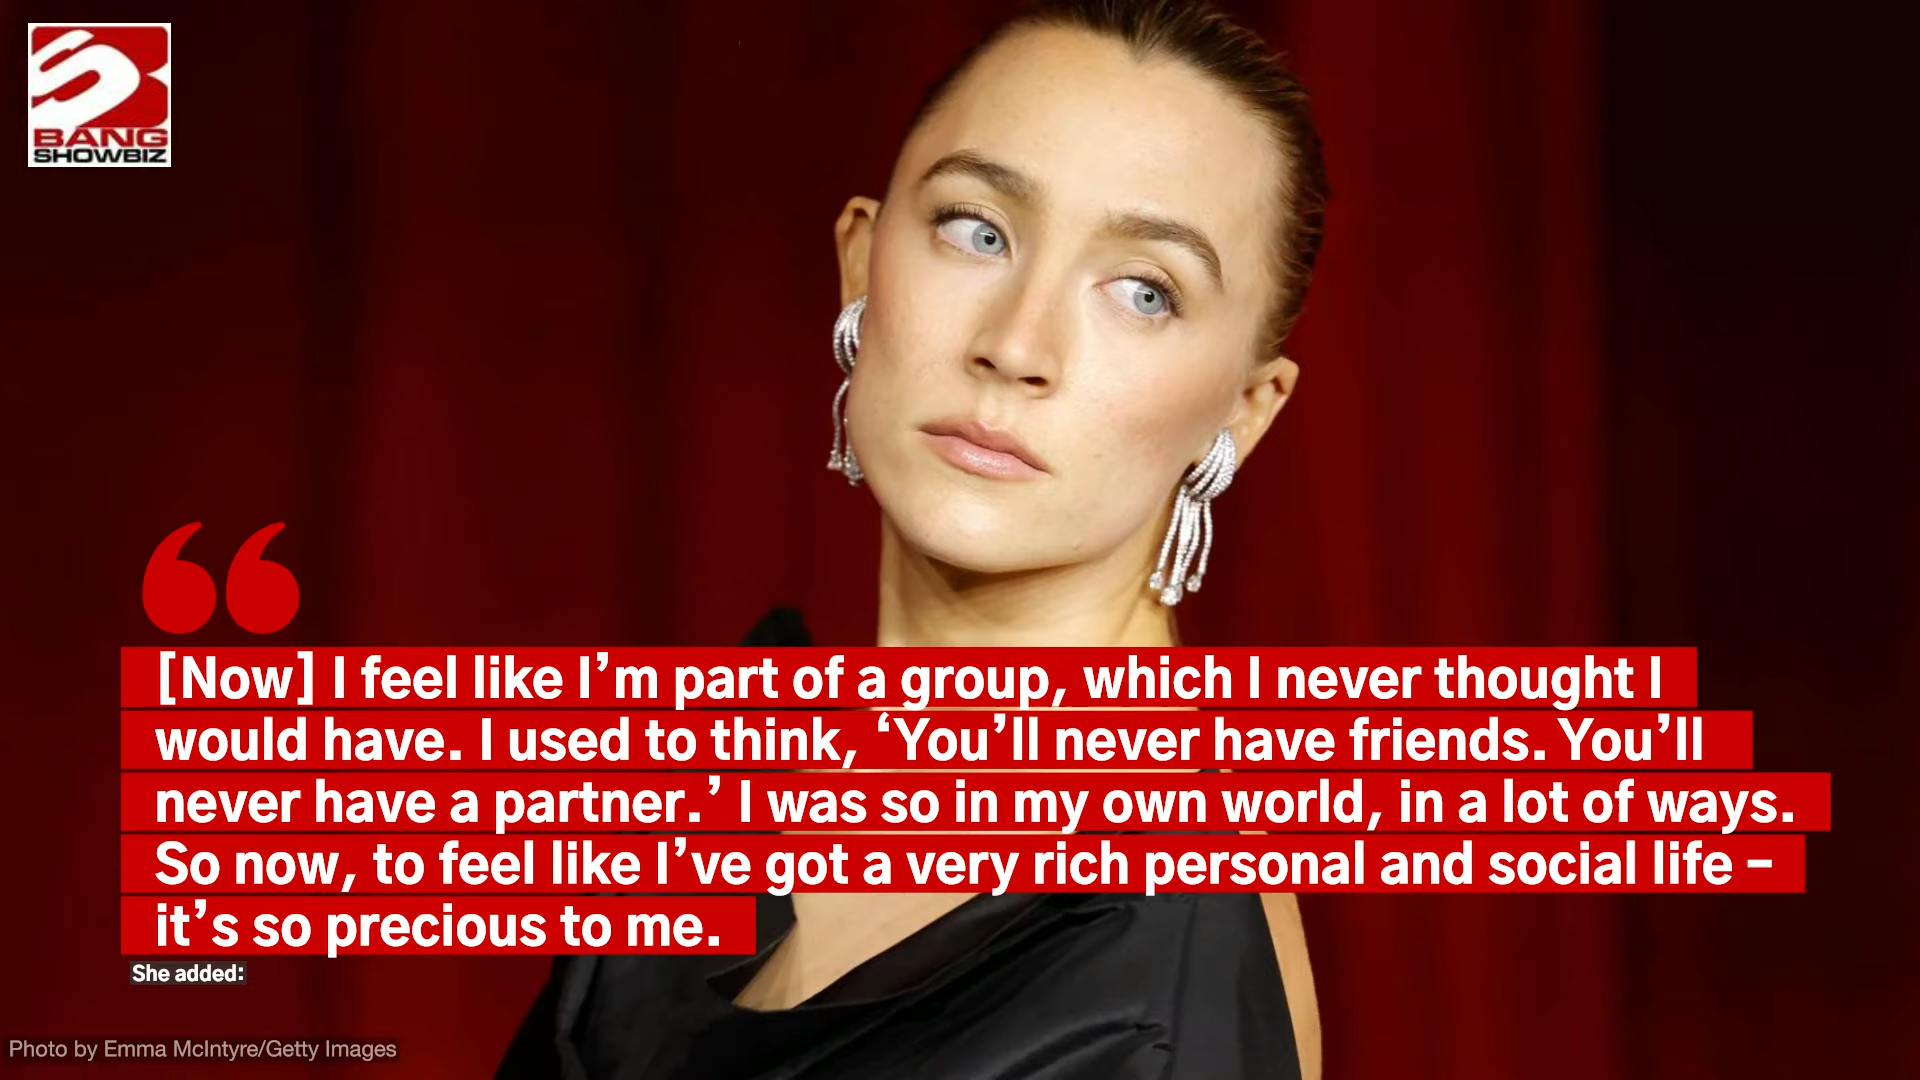 BANG
SHOWBIZ
[Now] I feel like I’m part of a group, which I never thought I
would have. I used to think, ‘You’ll never have friends. You’ll
never have a partner.’ I was so in my own world, in a lot of ways.
So now, to feel like I’ve got a very rich personal and social life –
it’s so precious to me.
She added:
Photo by Emma McIntyre/Getty Images